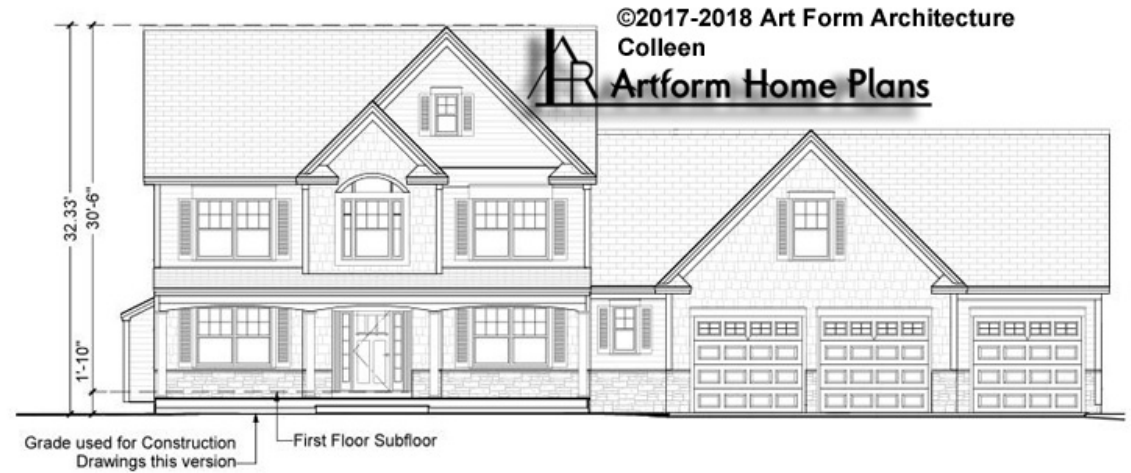 ©2017-2018 Art Form Architecture
Colleen
AHR Artform Home Plans
32.33'
30'-6"
1'-10"
Grade used for Construction
Drawings this version
First Floor Subfloor